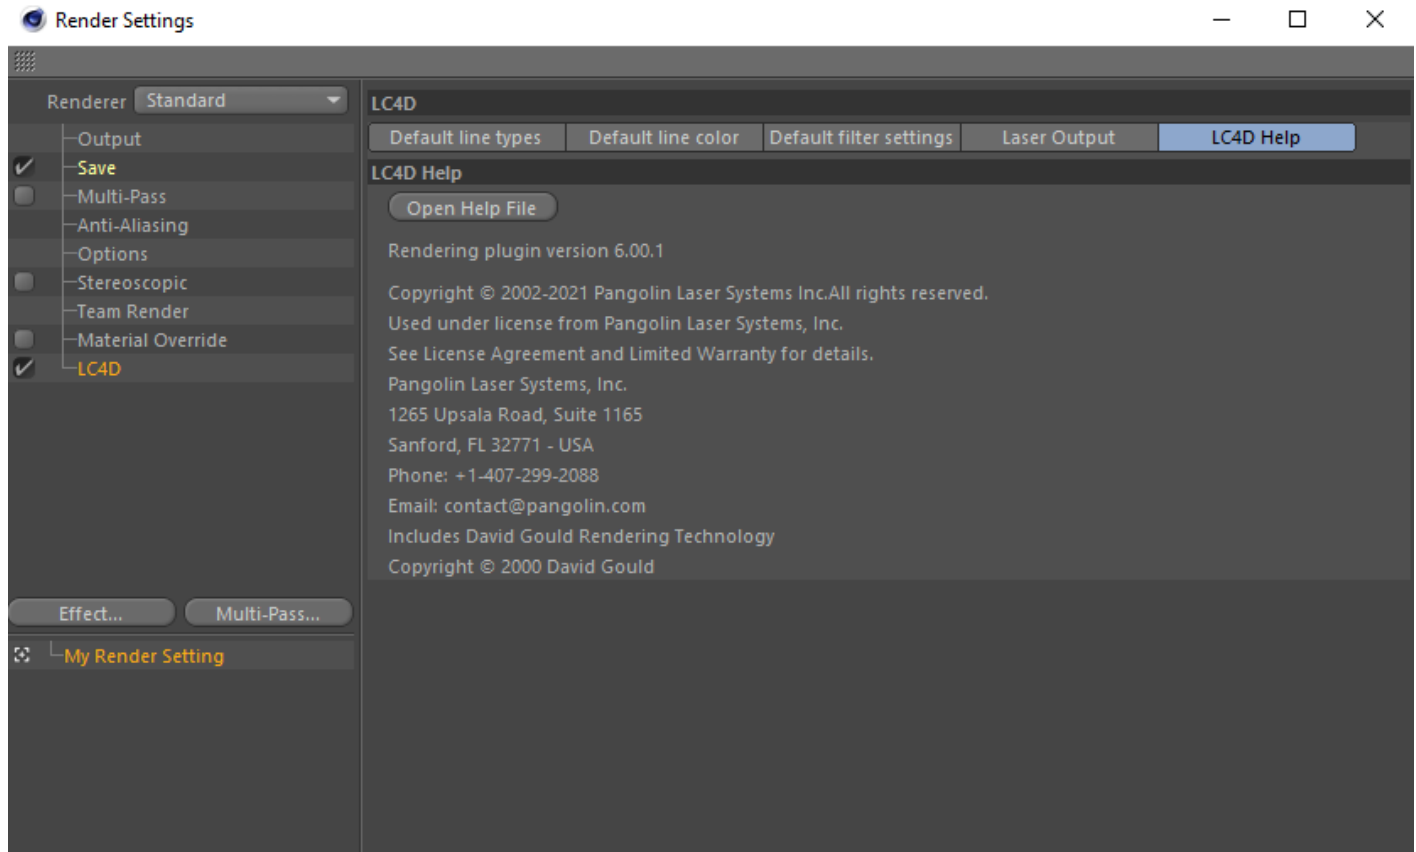 Render Settings
Renderer Standard
Output
Save
Multi-Pass
Anti-Aliasing
Options
Stereoscopic
Team Render
Material Override
LC4D
Effect... Multi-Pass...
My Render Setting
LC4D
Default line types Default line color Default filter settings Laser Output LC4D Help
LC4D Help
Open Help File
Rendering plugin version 6.00.1
Copyright © 2002-2021 Pangolin Laser Systems Inc.All rights reserved.
Used under license from Pangolin Laser Systems, Inc.
See License Agreement and Limited Warranty for details.
Pangolin Laser Systems, Inc.
1265 Upsala Road, Suite 1165
Sanford, FL 32771 - USA
Phone: +1-407-299-2088
Email: contact@pangolin.com
Includes David Gould Rendering Technology
Copyright © 2000 David Gould